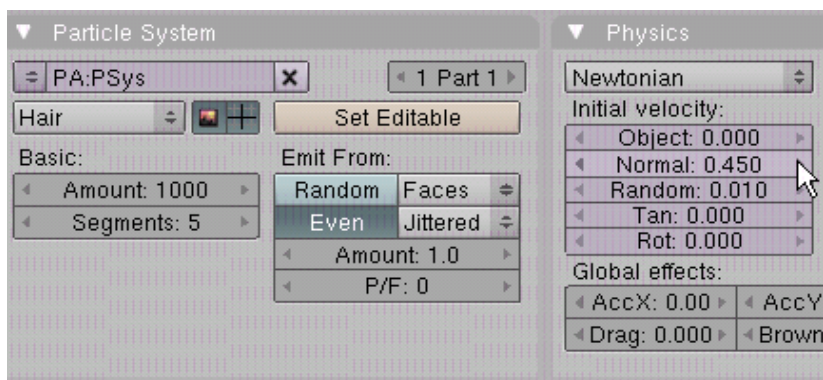 Particle System
PA:PSys
1 Part 1
Hair
Set Editable
Basic:
Emit From:
Amount: 1000
Random
Faces
Segments: 5
Even
Jittered
Amount: 1.0
P/F: 0
Physics
Newtonian
Initial velocity:
Object: 0.000
Normal: 0.450
Random: 0.010
Tan: 0.000
Rot: 0.000
Global effects:
AccX: 0.00
AccY
Drag: 0.000
Brown